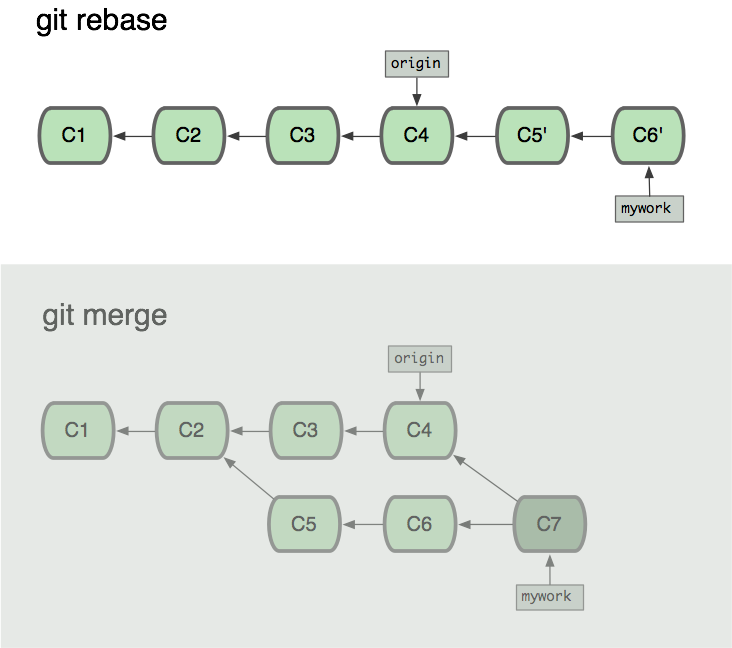 git rebase
origin
C1 C2 C3 C4 C5' C6'
mywork
git merge
origin
C1 C2 C3 C4
C5 C6 C7
mywork